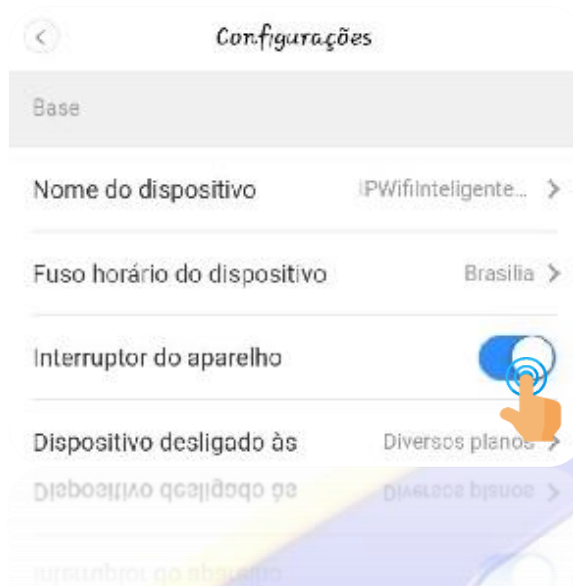 Configurações
Base
Nome do dispositivo IPWifiInteligente...
Fuso horário do dispositivo Brasilia
Interruptor do aparelho
Dispositivo desligado às Diversos planos